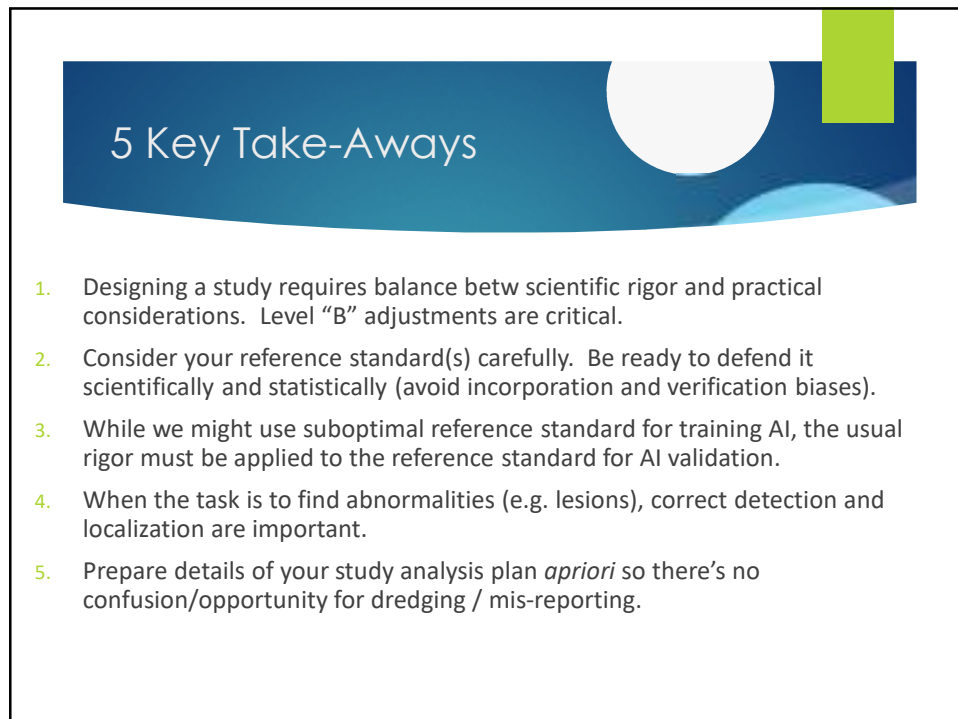 5 Key Take-Aways
1. Designing a study requires balance betw scientific rigor and practical
considerations. Level “B” adjustments are critical.
2. Consider your reference standard(s) carefully. Be ready to defend it
scientifically and statistically (avoid incorporation and verification biases).
3. While we might use suboptimal reference standard for training AI, the usual
rigor must be applied to the reference standard for AI validation.
4. When the task is to find abnormalities (e.g. lesions), correct detection and
localization are important.
5. Prepare details of your study analysis plan apriori so there’s no
confusion/opportunity for dredging / mis-reporting.